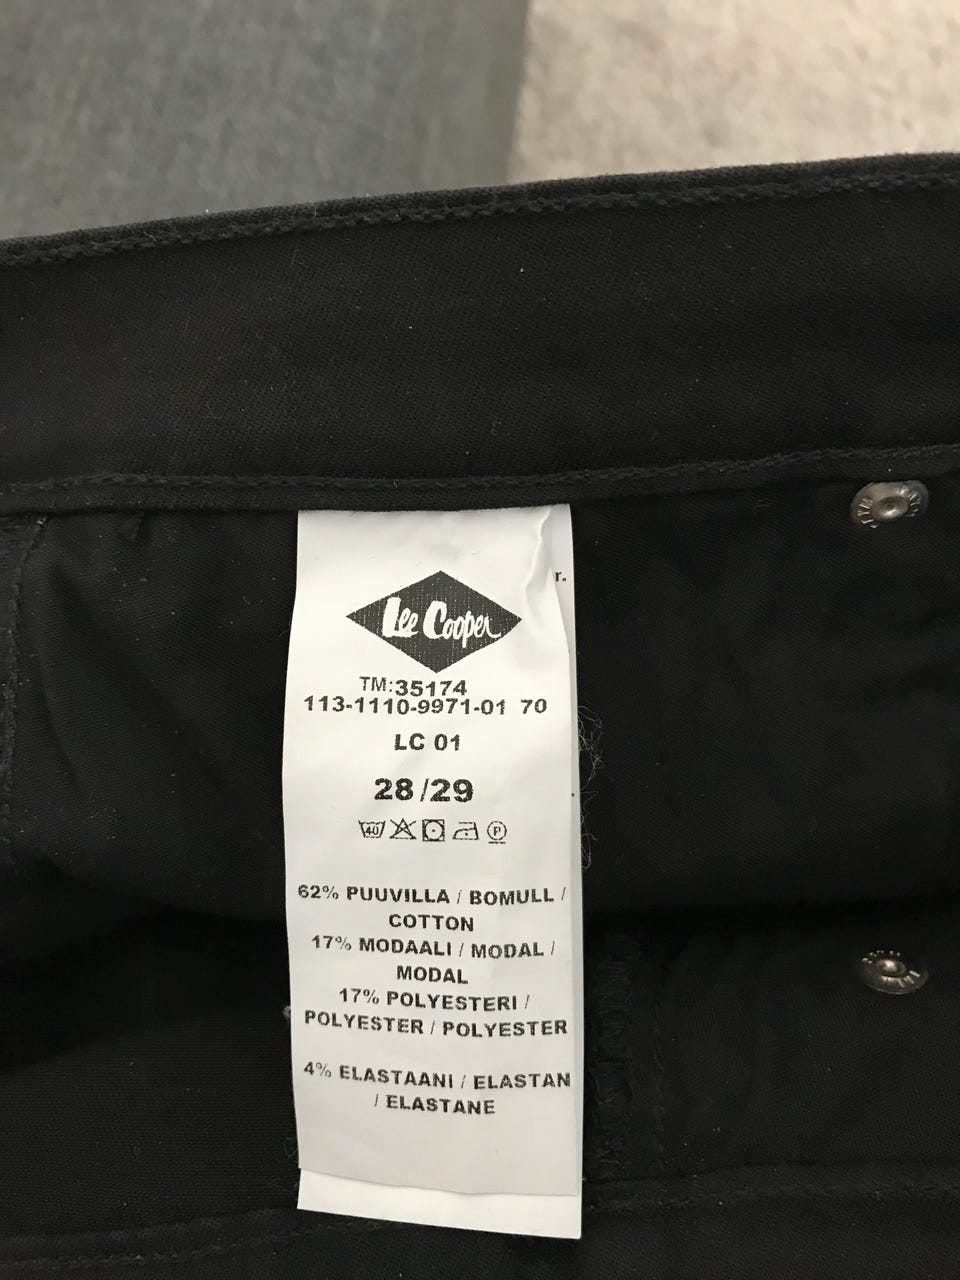 r.
Lee Cooper
TM:35174
113-1110-9971-01 70
LC 01
28/29
40 P
62% PUUVILLA / BOMULL /
COTTON
17% MODAALI / MODAL /
MODAL
17% POLYESTERI /
POLYESTER / POLYESTER
4% ELASTAANI / ELASTAN
/ ELASTANE